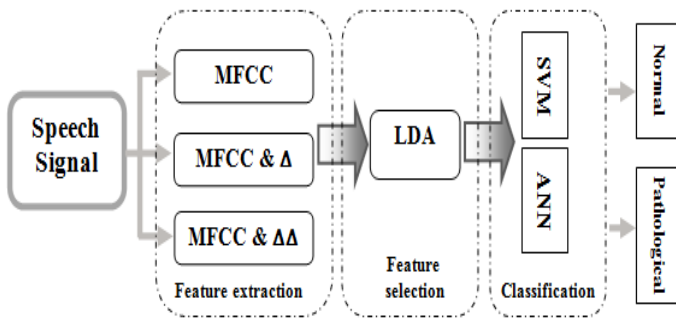 Speech
Signal
MFCC
MFCC & Δ
MFCC & ΔΔ
Feature extraction
LDA
Feature
selection
SVM
ANN
Classification
Normal
Pathological